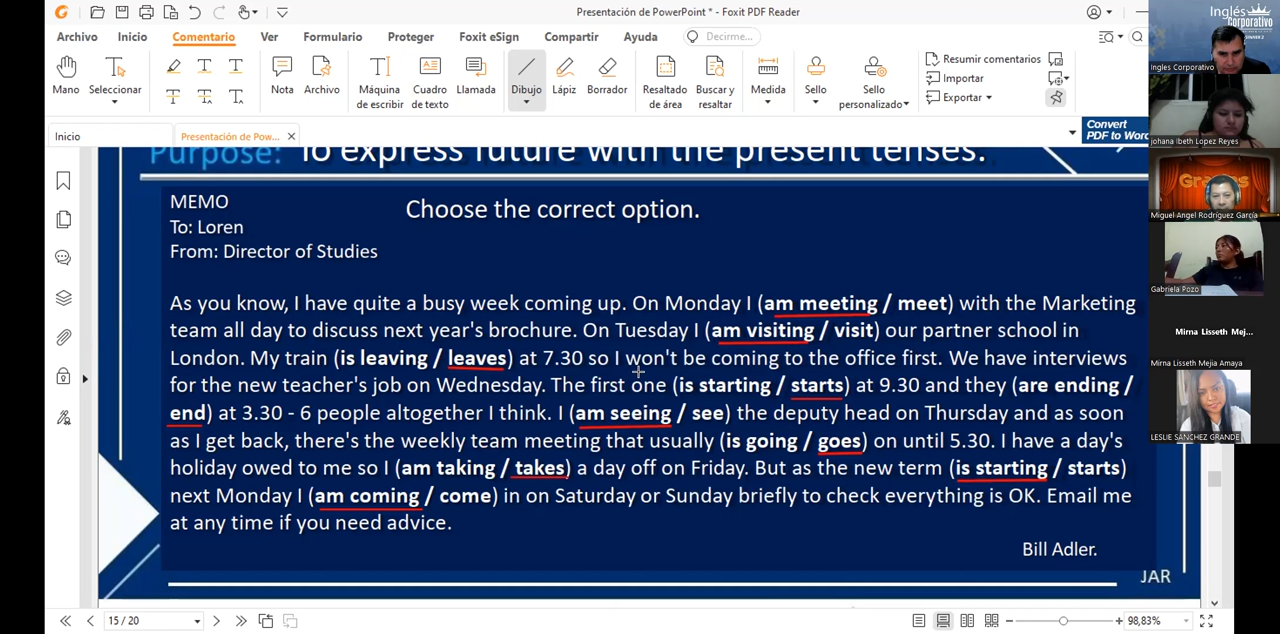 Presentación de PowerPoint * - Foxit PDF Reader
Archivo Inicio Comentario Ver Formulario Proteger Foxit eSign Compartir Ayuda Decirme...
Mano Seleccionar Nota Archivo Máquina de escribir Cuadro de texto Llamada Dibujo Lápiz Borrador Resaltado de área Buscar y resaltar Medida Sello Sello personalizado Resumir comentarios
Importar
Exportar
Inicio Presentación de Pow... Convert PDF to Word
Purpose: To express future with the present tenses.
MEMO
Choose the correct option.
To: Loren
From: Director of Studies
As you know, I have quite a busy week coming up. On Monday I (am meeting / meet) with the Marketing
team all day to discuss next year's brochure. On Tuesday I (am visiting / visit) our partner school in
London. My train (is leaving / leaves) at 7.30 so I won't be coming to the office first. We have interviews
for the new teacher's job on Wednesday. The first one (is starting / starts) at 9.30 and they (are ending /
end) at 3.30 - 6 people altogether I think. I (am seeing / see) the deputy head on Thursday and as soon
as I get back, there's the weekly team meeting that usually (is going / goes) on until 5.30. I have a day's
holiday owed to me so I (am taking / takes) a day off on Friday. But as the new term (is starting / starts)
next Monday I (am coming / come) in on Saturday or Sunday briefly to check everything is OK. Email me
at any time if you need advice.
Bill Adler.
JAR
15 / 20
98,83%
Inglés
Corporativo
Ingles Corporativo
Johana Ibeth Lopez Reyes
Miguel Angel Rodríguez García
Gabriela Pozo
Mirna Lisseth Mej...
Mirna Lisseth Mejia Amaya
LESLIE SANCHEZ GRANDE